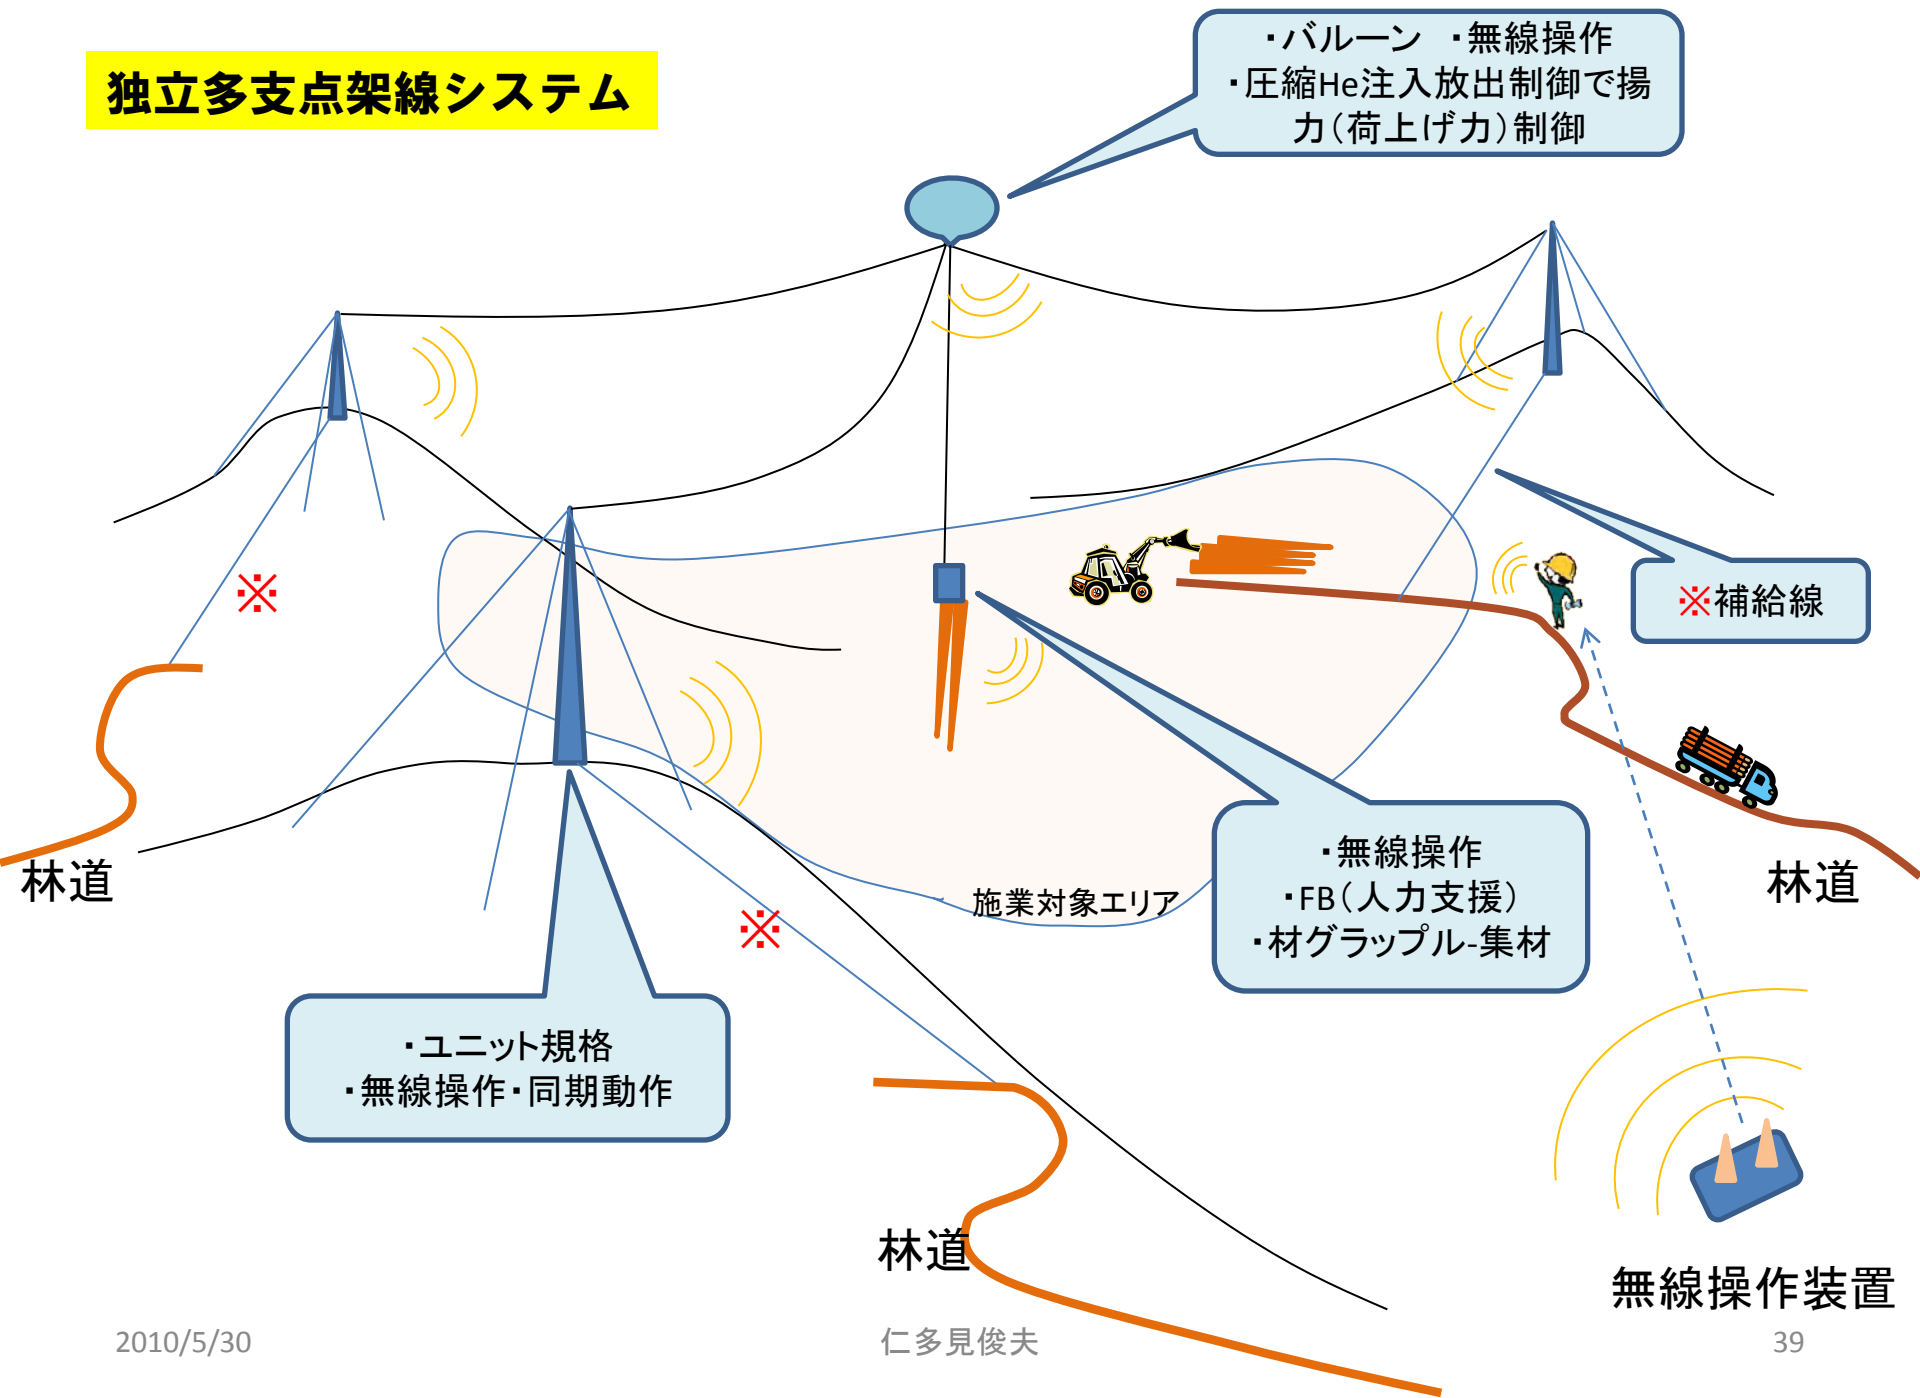 独立多支点架線システム
・バルーン ・無線操作
・圧縮He注入放出制御で揚
力(荷上げ力)制御
※
※補給線
林道
・無線操作
・FB(人力支援)
・材グラップル-集材
林道
施業対象エリア
※
・ユニット規格
・無線操作・同期動作
林道
無線操作装置
2010/5/30
仁多見俊夫
39